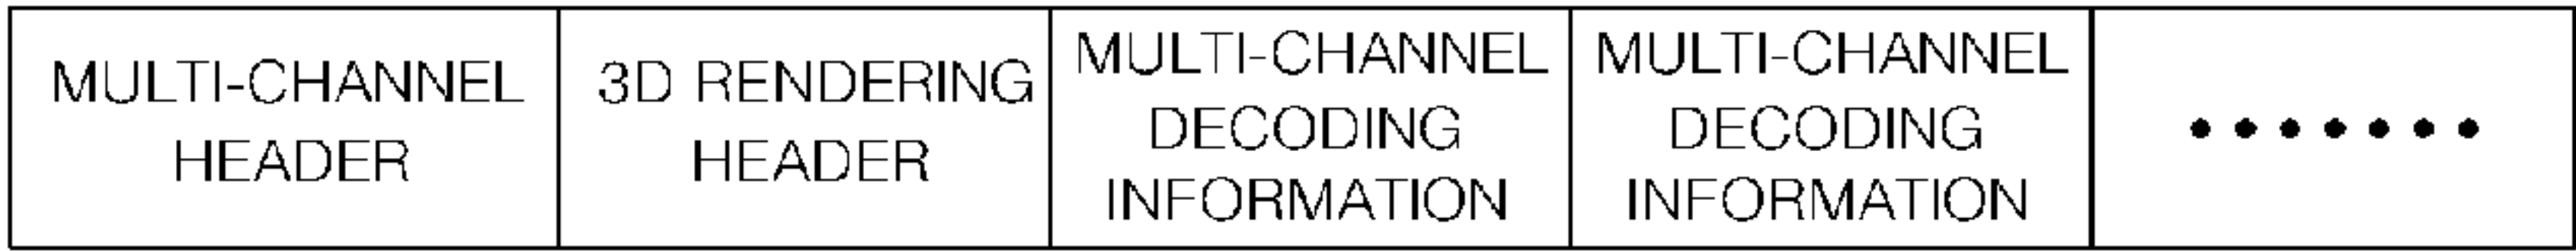 MULTI-CHANNEL
HEADER
3D RENDERING
HEADER
MULTI-CHANNEL
DECODING
INFORMATION
MULTI-CHANNEL
DECODING
INFORMATION
•••••••